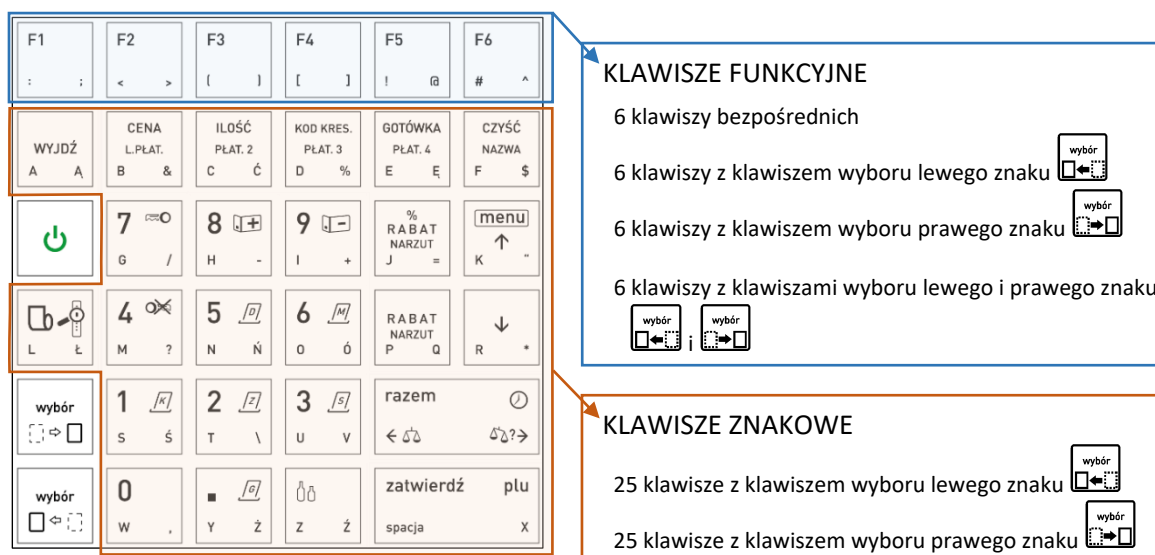 F1 F2 F3 F4 F5 F6
: ; < > ( ) [ ] ! @ # ^
WYJDŹ CENA ILOŚĆ KOD KRES. GOTÓWKA CZYŚĆ
L.PŁAT. PŁAT. 2 PŁAT. 3 PŁAT. 4 NAZWA
A Ą B & C Ć D % E Ę F $
7 8 9 % RABAT NARZUT menu
G / H - I + J = K "
4 5 D 6 M RABAT NARZUT
L Ł M ? N Ń O Ó P Q R *
wybór 1 K 2 Z 3 S razem
S Ś T \ U V ?
wybór 0 G zatwierdź plu
W , Y Ż Z Ź spacja X
KLAWISZE FUNKCYJNE
6 klawiszy bezpośrednich
6 klawiszy z klawiszem wyboru lewego znaku wybór
6 klawiszy z klawiszem wyboru prawego znaku wybór
6 klawiszy z klawiszami wyboru lewego i prawego znaku
wybór i wybór
KLAWISZE ZNAKOWE
25 klawisze z klawiszem wyboru lewego znaku wybór
25 klawisze z klawiszem wyboru prawego znaku wybór